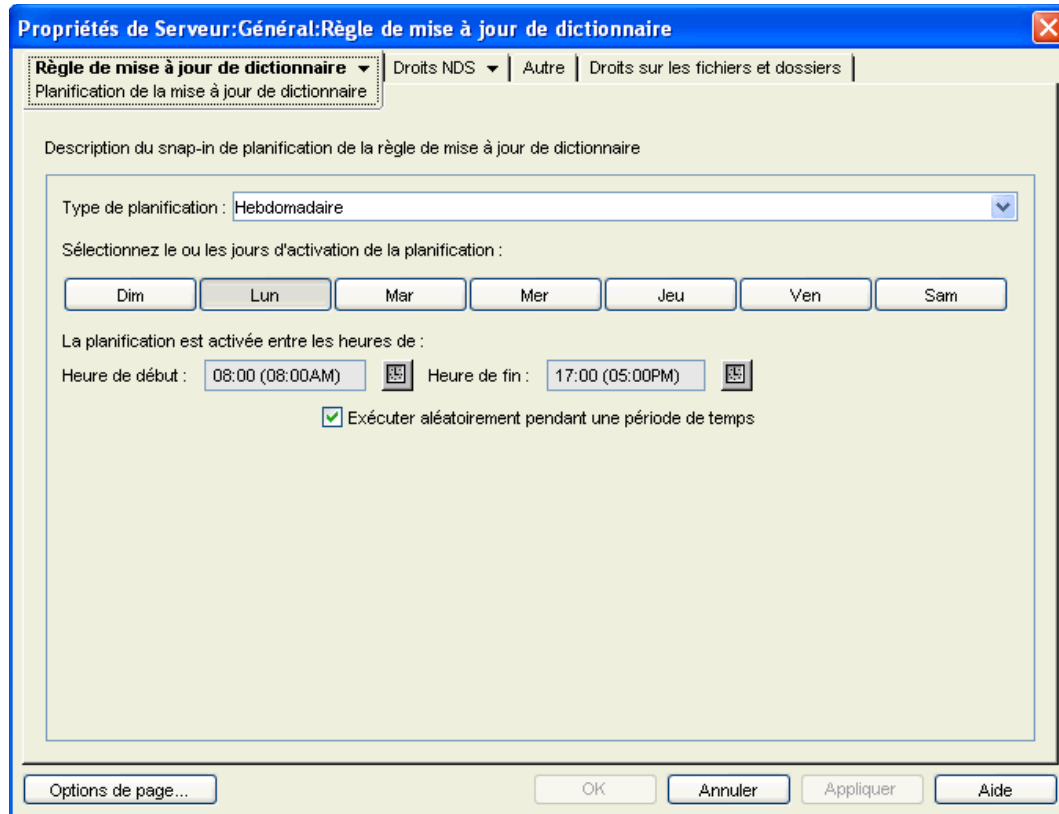 Propriétés de Serveur:Général:Règle de mise à jour de dictionnaire
Règle de mise à jour de dictionnaire Droits NDS Autre Droits sur les fichiers et dossiers
Planification de la mise à jour de dictionnaire
Description du snap-in de planification de la règle de mise à jour de dictionnaire
Type de planification : Hebdomadaire
Sélectionnez le ou les jours d'activation de la planification :
Dim Lun Mar Mer Jeu Ven Sam
La planification est activée entre les heures de :
Heure de début : 08:00 (08:00AM) Heure de fin : 17:00 (05:00PM)
Exécuter aléatoirement pendant une période de temps
Options de page... OK Annuler Appliquer Aide